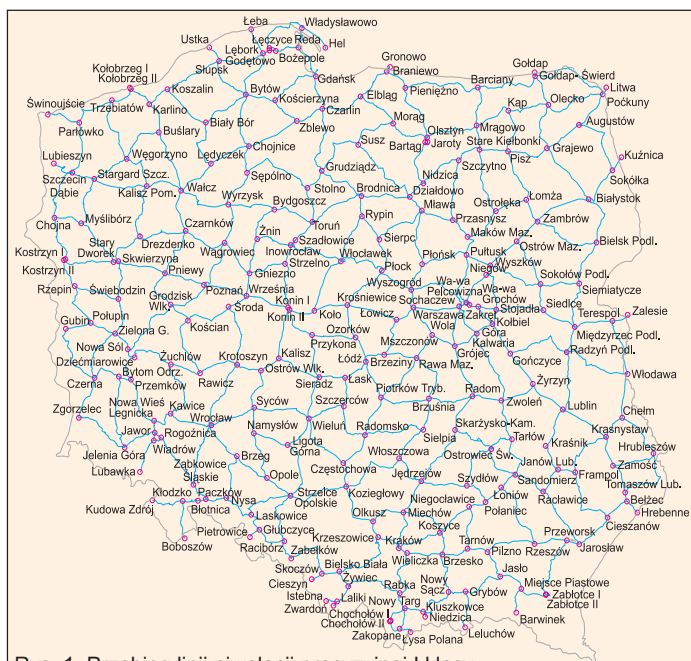 Łeba
Władysławowo
Ustka
Łęczyce Reda
Hel
Lębork
Godętowo
Bożepole
Gronowo
Braniewo
Gołdap
Gołdap-Świerd
Kołobrzeg I
Kołobrzeg II
Słupsk
Gdańsk
Pieniężno
Barciany
Litwa
Koszalin
Bytów
Elbląg
Olecko
Poćkuny
Świnoujście
Trzebiatów
Karlino
Kościerzyna
Czarlin
Kąp
Parłówko
Biały Bór
Zblewo
Morąg
Mrągowo
Augustów
Buślary
Olsztyn
Lubieszyn
Węgorzyno
Lędyczek
Chojnice
Susz
Bartąg
Jaroty
Stare Kiełbonki
Grajewo
Kuźnica
Szczecin
Dąbie
Stargard Szcz.
Sępólno
Grudziądz
Szczytno
Pisz
Sokółka
Kalisz Pom.
Wałcz
Wyrzysk
Stolno
Nidzica
Bydgoszcz
Brodnica
Działdowo
Łomża
Białystok
Chojna
Myślibórz
Czarnków
Toruń
Rypin
Mława
Ostrołęka
Zambrów
Przasnysz
Stary
Dworek
Drezdenko
Żnin
Szadłowice
Sierpc
Maków Maz.
Bielsk Podl.
Kostrzyn I
Kostrzyn II
Skwierzyna
Wągrowiec
Inowrocław
Strzelno
Włocławek
Płońsk
Pułtusk
Ostrów Maz.
Wyszków
Rzepin
Pniewy
Gniezno
Płock
Niegów
Sokołów Podl.
Świebodzin
Grodzisk
Wlk.
Poznań
Września
Wyszogród
Wa-wa
Pelcowizna
Wa-wa
Grochów
Siemiatycze
Gubin
Połupin
Środa
Konin I
Konin II
Koło
Krośniewice
Sochaczew
Stojadła
Siedlce
Terespol
Zalesie
Zielona G.
Kościan
Łowicz
Warszawa
Wola
Zakręt
Kołbiel
Nowa Sól
Ozorków
Przykona
Mszczonów
Góra
Kalwaria
Międzyrzec Podl.
Dziećmiarowice
Żuchlów
Krotoszyn
Kalisz
Łódź
Brzeziny
Grójec
Radzyń Podl.
Bytom Odrz.
Rawa Maz.
Gończyce
Czerna
Przemków
Rawicz
Ostrów Wlk.
Sieradz
Łask
Włodawa
Zgorzelec
Nowa Wieś
Legnicka
Kawice
Syców
Szczerców
Piotrków Tryb.
Radom
Żyrzyn
Brzuśnia
Zwoleń
Lublin
Chełm
Jawor
Rogoźnica
Wrocław
Namysłów
Wieluń
Radomsko
Skarżysko-Kam.
Krasnystaw
Jelenia Góra
Wiadrów
Ligota
Górna
Sielpia
Tarłów
Kraśnik
Hrubieszów
Lubawka
Ząbkowice
Śląskie
Brzeg
Częstochowa
Włoszczowa
Ostrowiec Św.
Janów Lub.
Zamość
Opole
Jędrzejów
Szydłów
Sandomierz
Frampol
Tomaszów Lub.
Kłodzko
Paczków
Strzelce
Opolskie
Koziegłowy
Łoniów
Bełżec
Kudowa Zdrój
Błotnica
Nysa
Niegocławice
Racławice
Hrebenne
Laskowice
Olkusz
Miechów
Połaniec
Cieszanów
Pietrowice
Głubczyce
Koszyce
Boboszów
Racibórz
Krzeszowice
Przeworsk
Zabełków
Kraków
Tarnów
Jarosław
Wieliczka
Brzesko
Pilzno
Rzeszów
Skoczów
Bielsko Biała
Cieszyn
Żywiec
Rabka
Nowy
Sącz
Jasło
Istebna
Laliki
Grybów
Miejsce Piastowe
Zwardoń
Nowy Targ
Kluszkowce
Zabłotce I
Zabłotce II
Chochołów I
Chochołów II
Niedzica
Barwinek
Zakopane
Łysa Polana
Leluchów